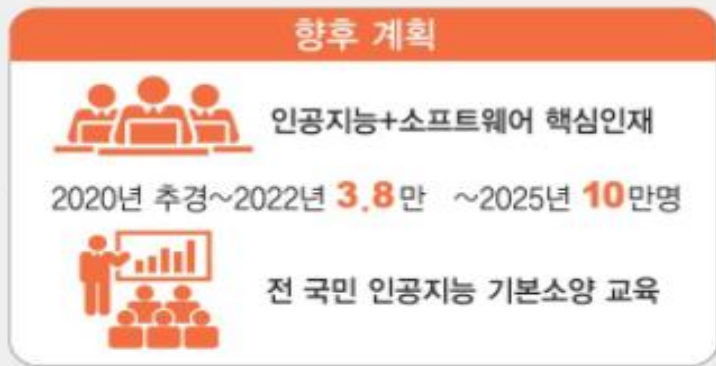 향후 계획
인공지능+소프트웨어 핵심인재
2020년 추경~2022년 3.8만 ~2025년 10만명
전 국민 인공지능 기본소양 교육